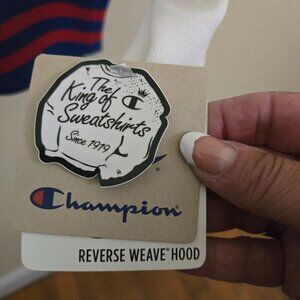 The
King of
Sweatshirts
Since 1919
Champion
REVERSE WEAVE® HOOD